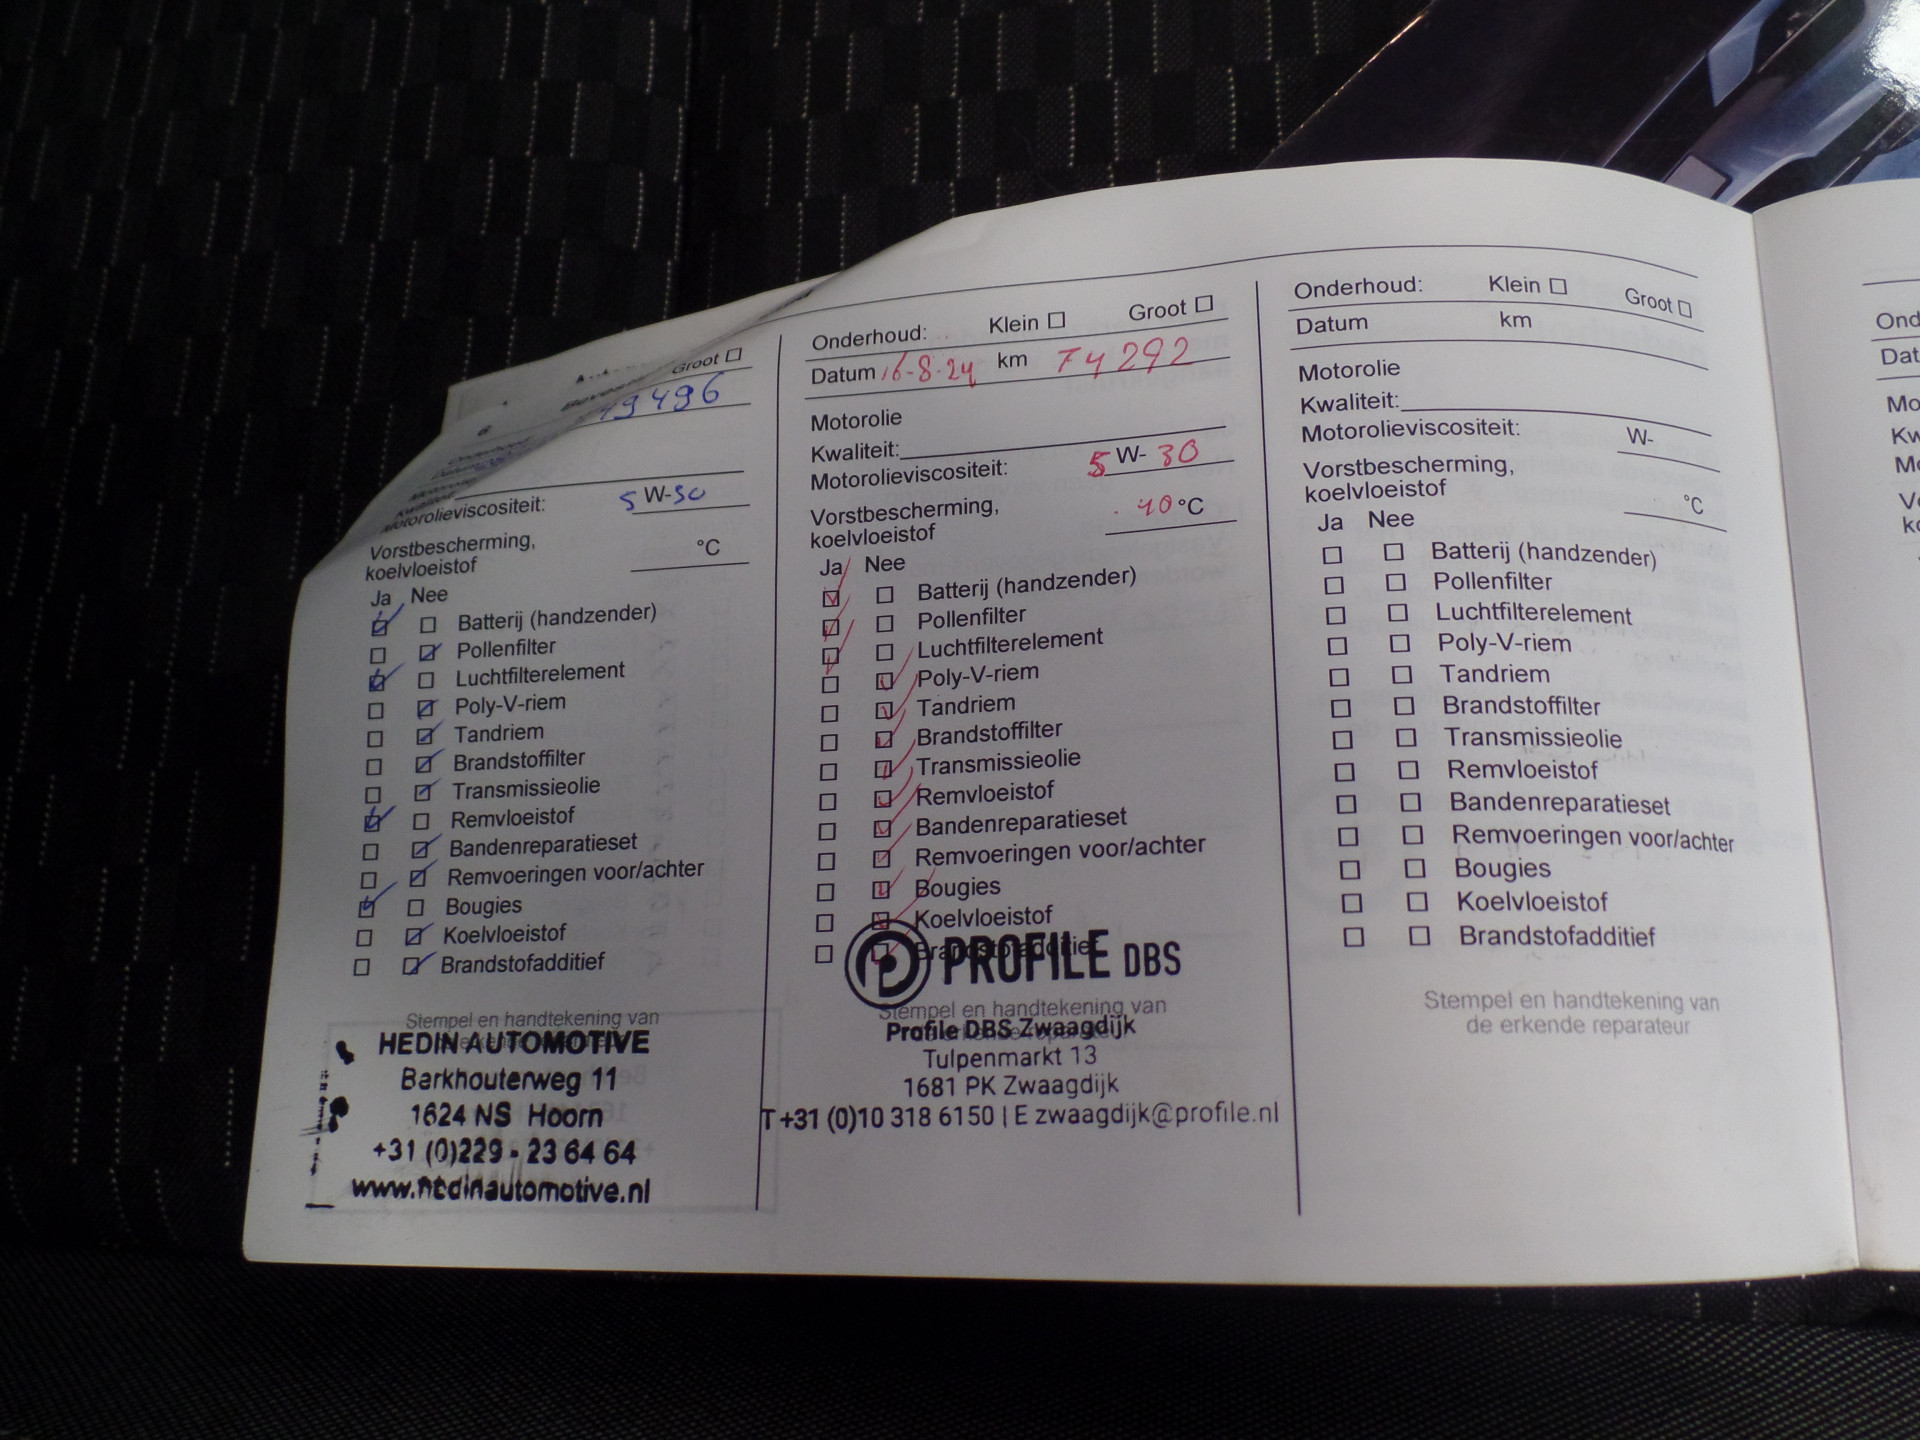 Groot
19496
Motorolieviscositeit: 5 W-30
Vorstbescherming,
koelvloeistof °C
Ja Nee
Batterij (handzender)
Pollenfilter
Luchtfilterelement
Poly-V-riem
Tandriem
Brandstoffilter
Transmissieolie
Remvloeistof
Bandenreparatieset
Remvoeringen voor/achter
Bougies
Koelvloeistof
Brandstofadditief
Stempel en handtekening van
HEDIN AUTOMOTIVE
Barkhouterweg 11
1624 NS Hoorn
+31 (0)229 - 23 64 64
www.hedinautomotive.nl
Onderhoud: Klein Groot
Datum 16-8-24 km 74292
Motorolie
Kwaliteit:
Motorolieviscositeit: 5 W- 30
Vorstbescherming,
koelvloeistof -40 °C
Ja Nee
Batterij (handzender)
Pollenfilter
Luchtfilterelement
Poly-V-riem
Tandriem
Brandstoffilter
Transmissieolie
Remvloeistof
Bandenreparatieset
Remvoeringen voor/achter
Bougies
Koelvloeistof
Brandstofadditief
PROFILE DBS
Stempel en handtekening van
Profile DBS Zwaagdijk
Tulpenmarkt 13
1681 PK Zwaagdijk
T +31 (0)10 318 6150 | E zwaagdijk@profile.nl
Onderhoud: Klein Groot
Datum km
Motorolie
Kwaliteit:
Motorolieviscositeit: W-
Vorstbescherming,
koelvloeistof °C
Ja Nee
Batterij (handzender)
Pollenfilter
Luchtfilterelement
Poly-V-riem
Tandriem
Brandstoffilter
Transmissieolie
Remvloeistof
Bandenreparatieset
Remvoeringen voor/achter
Bougies
Koelvloeistof
Brandstofadditief
Stempel en handtekening van
de erkende reparateur